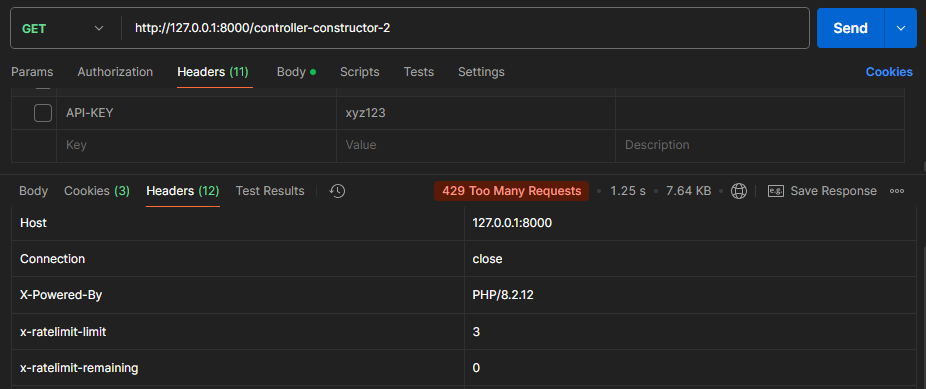 GET http://127.0.0.1:8000/controller-constructor-2 Send
Params Authorization Headers (11) Body Scripts Tests Settings Cookies
API-KEY xyz123
Key Value Description
Body Cookies (3) Headers (12) Test Results 429 Too Many Requests • 1.25 s • 7.64 KB • e.g. Save Response
Host 127.0.0.1:8000
Connection close
X-Powered-By PHP/8.2.12
x-ratelimit-limit 3
x-ratelimit-remaining 0